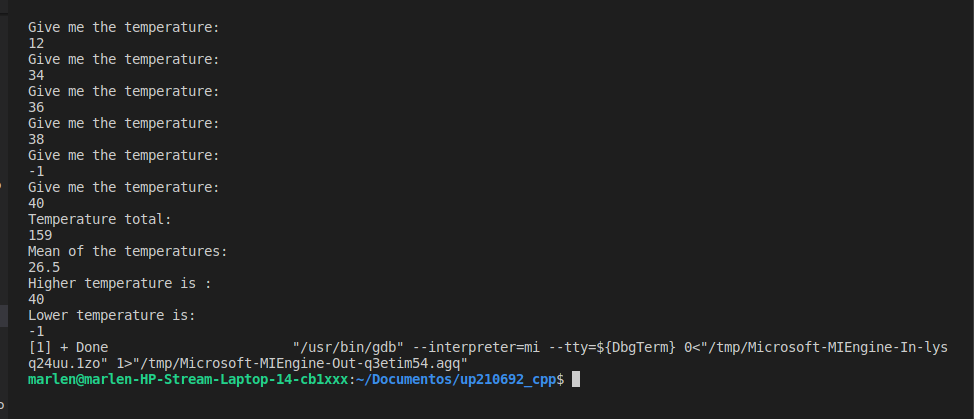 Give me the temperature:
12
Give me the temperature:
34
Give me the temperature:
36
Give me the temperature:
38
Give me the temperature:
-1
Give me the temperature:
40
Temperature total:
159
Mean of the temperatures:
26.5
Higher temperature is :
40
Lower temperature is:
-1
[1] + Done                       "/usr/bin/gdb" --interpreter=mi --tty=${DbgTerm} 0<"/tmp/Microsoft-MIEngine-In-lys
q24uu.1zo" 1>"/tmp/Microsoft-MIEngine-Out-q3etim54.agq"
marlen@marlen-HP-Stream-Laptop-14-cb1xxx:~/Documentos/up210692_cpp$